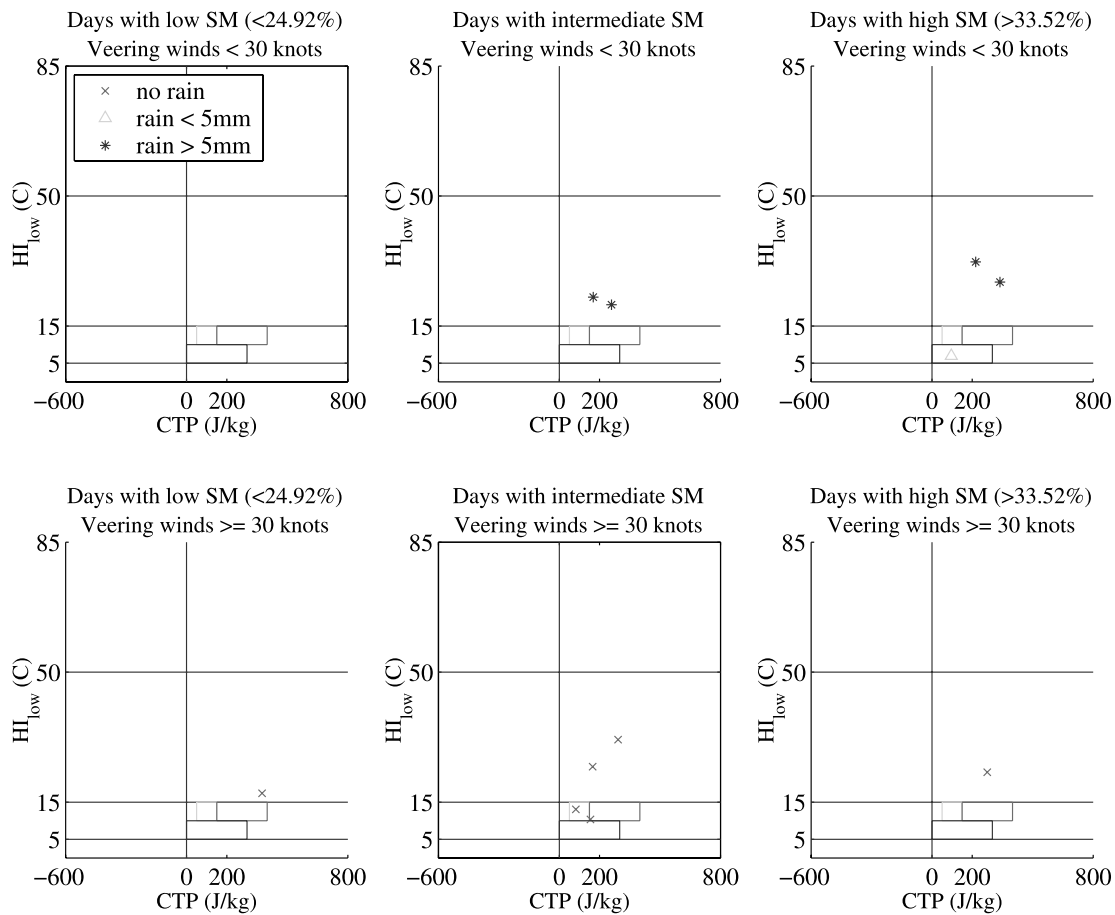 Days with low SM (<24.92%)
Veering winds < 30 knots
85
50
15
5
HI_low (C)
no rain
rain < 5mm
rain > 5mm
−600 0 200 800
CTP (J/kg)
Days with intermediate SM
Veering winds < 30 knots
85
50
15
5
HI_low (C)
−600 0 200 800
CTP (J/kg)
Days with high SM (>33.52%)
Veering winds < 30 knots
85
50
15
5
HI_low (C)
−600 0 200 800
CTP (J/kg)
Days with low SM (<24.92%)
Veering winds >= 30 knots
85
50
15
5
HI_low (C)
−600 0 200 800
CTP (J/kg)
Days with intermediate SM
Veering winds >= 30 knots
85
50
15
5
HI_low (C)
−600 0 200 800
CTP (J/kg)
Days with high SM (>33.52%)
Veering winds >= 30 knots
85
50
15
5
HI_low (C)
−600 0 200 800
CTP (J/kg)